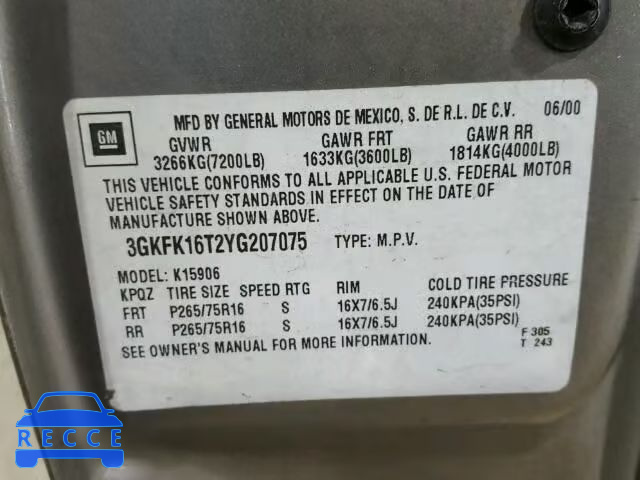 GM
MFD BY GENERAL MOTORS DE MEXICO, S. DE R.L. DE C.V. 06/00
GVWR GAWR FRT GAWR RR
3266KG(7200LB) 1633KG(3600LB) 1814KG(4000LB)
THIS VEHICLE CONFORMS TO ALL APPLICABLE U.S. FEDERAL MOTOR
VEHICLE SAFETY STANDARDS IN EFFECT ON THE DATE OF
MANUFACTURE SHOWN ABOVE.
3GKFK16T2YG207075 TYPE: M.P.V.
MODEL: K15906
KPQZ TIRE SIZE SPEED RTG RIM COLD TIRE PRESSURE
FRT P265/75R16 S 16X7/6.5J 240KPA(35PSI)
RR P265/75R16 S 16X7/6.5J 240KPA(35PSI)
SEE OWNER'S MANUAL FOR MORE INFORMATION.
F 305
T 243
RECCE